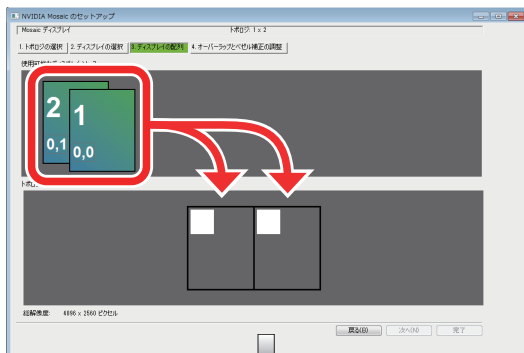 NVIDIA Mosaic のセットアップ
Mosaic ディスプレイ
トポロジ: 1 x 2
1. トポロジの選択
2. ディスプレイの選択
3. ディスプレイの配列
4. オーバーラップとベゼル補正の調整
2
1
0,1
0,0
総解像度: 4096 x 2560 ピクセル
戻る(B)
次へ(N)
完了